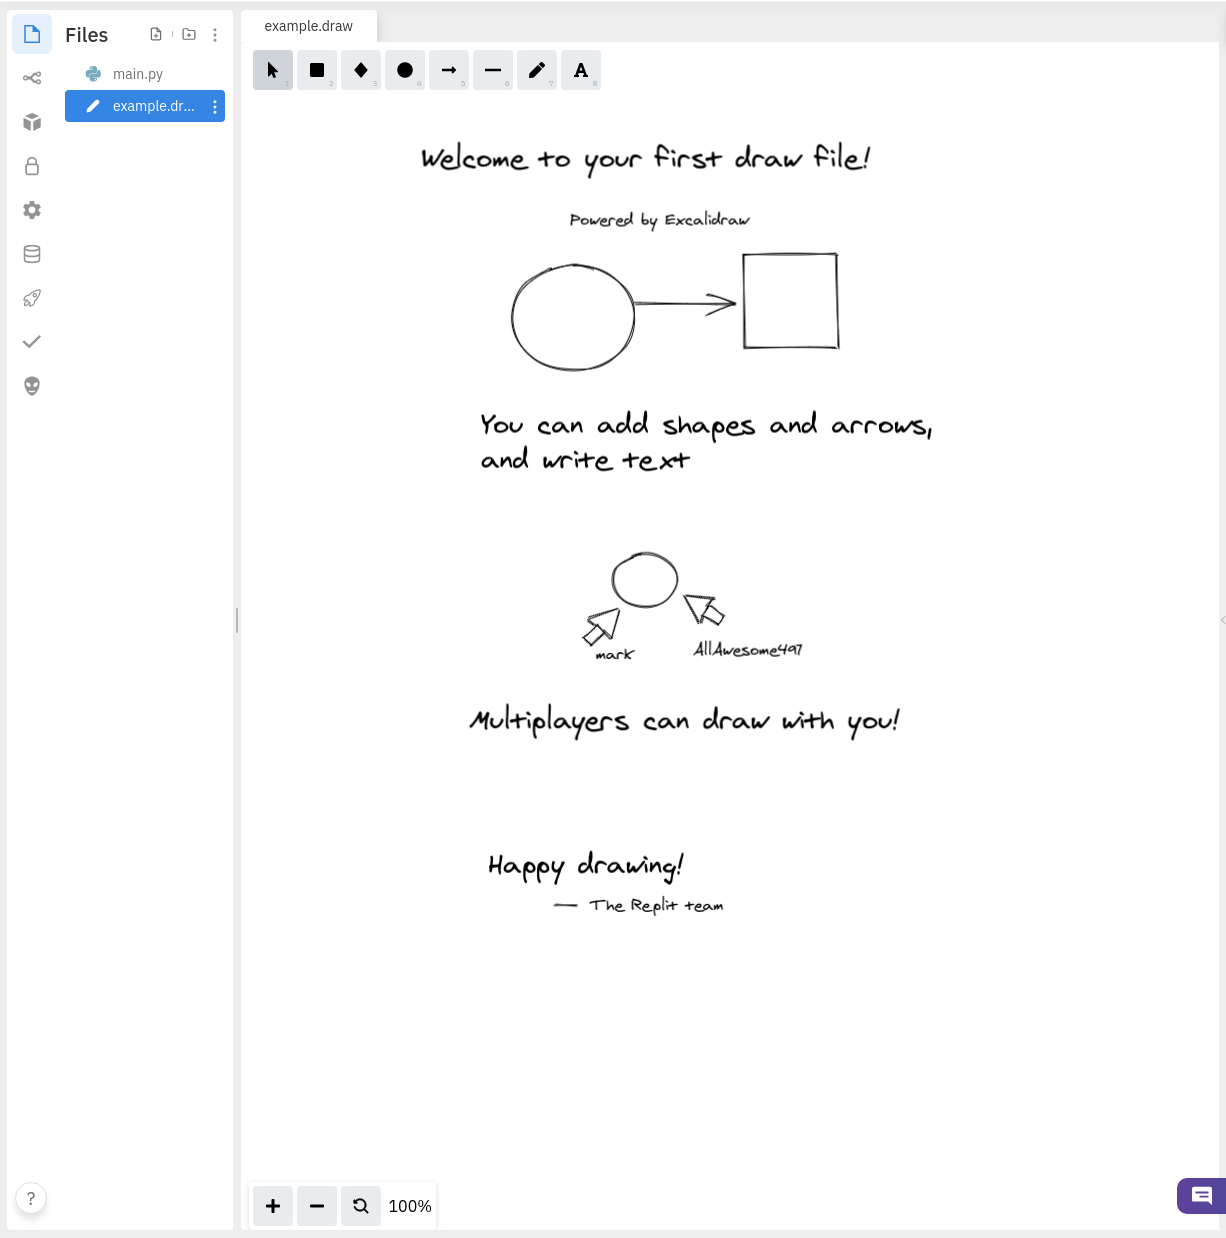 Files
main.py
example.dr...
example.draw
1 2 3 4 5 6 7 A 8
Welcome to your first draw file!
Powered by Excalidraw
You can add shapes and arrows,
and write text
mark
AllAwesome497
Multiplayers can draw with you!
Happy drawing!
— The Replit team
?
100%